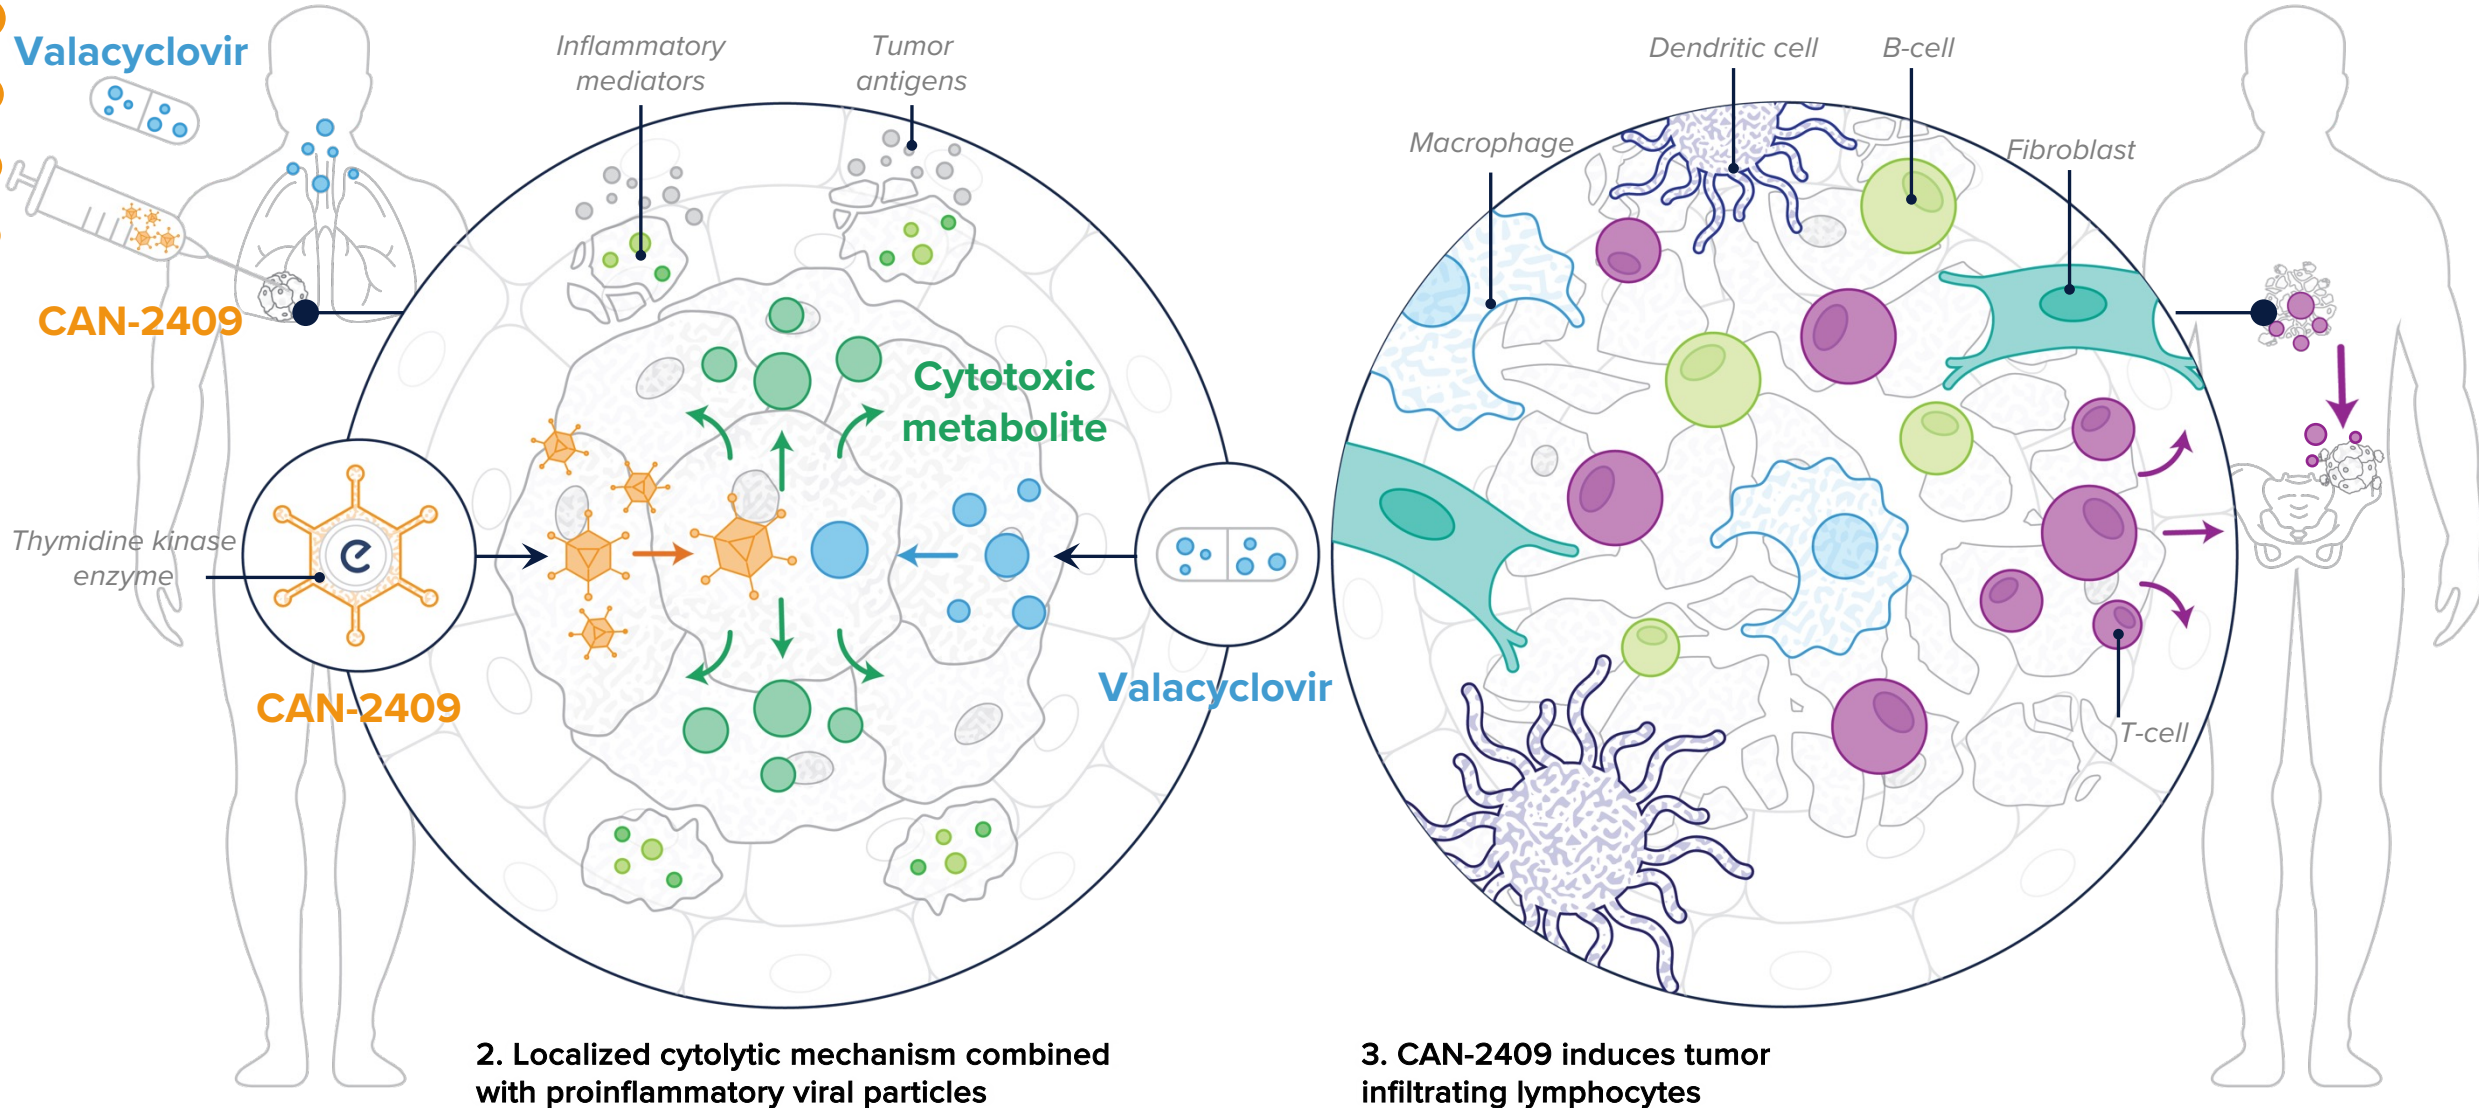 Valacyclovir
CAN-2409
Thymidine kinase
enzyme
CAN-2409
Inflammatory
mediators
Tumor
antigens
Cytotoxic
metabolite
Valacyclovir
2. Localized cytolytic mechanism combined
with proinflammatory viral particles
Macrophage
Dendritic cell
B-cell
Fibroblast
T-cell
3. CAN-2409 induces tumor
infiltrating lymphocytes